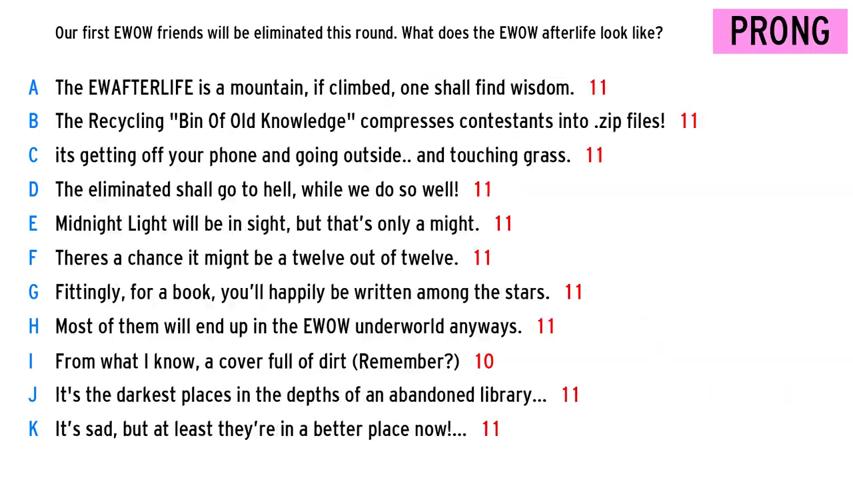 Our first EWOW friends will be eliminated this round. What does the EWOW afterlife look like?
PRONG
A The EWAFTERLIFE is a mountain, if climbed, one shall find wisdom. 11
B The Recycling "Bin Of Old Knowledge" compresses contestants into .zip files! 11
C its getting off your phone and going outside.. and touching grass. 11
D The eliminated shall go to hell, while we do so well! 11
E Midnight Light will be in sight, but that's only a might. 11
F Theres a chance it mignt be a twelve out of twelve. 11
G Fittingly, for a book, you'll happily be written among the stars. 11
H Most of them will end up in the EWOW underworld anyways. 11
I From what I know, a cover full of dirt (Remember?) 10
J It's the darkest places in the depths of an abandoned library... 11
K It's sad, but at least they're in a better place now!... 11